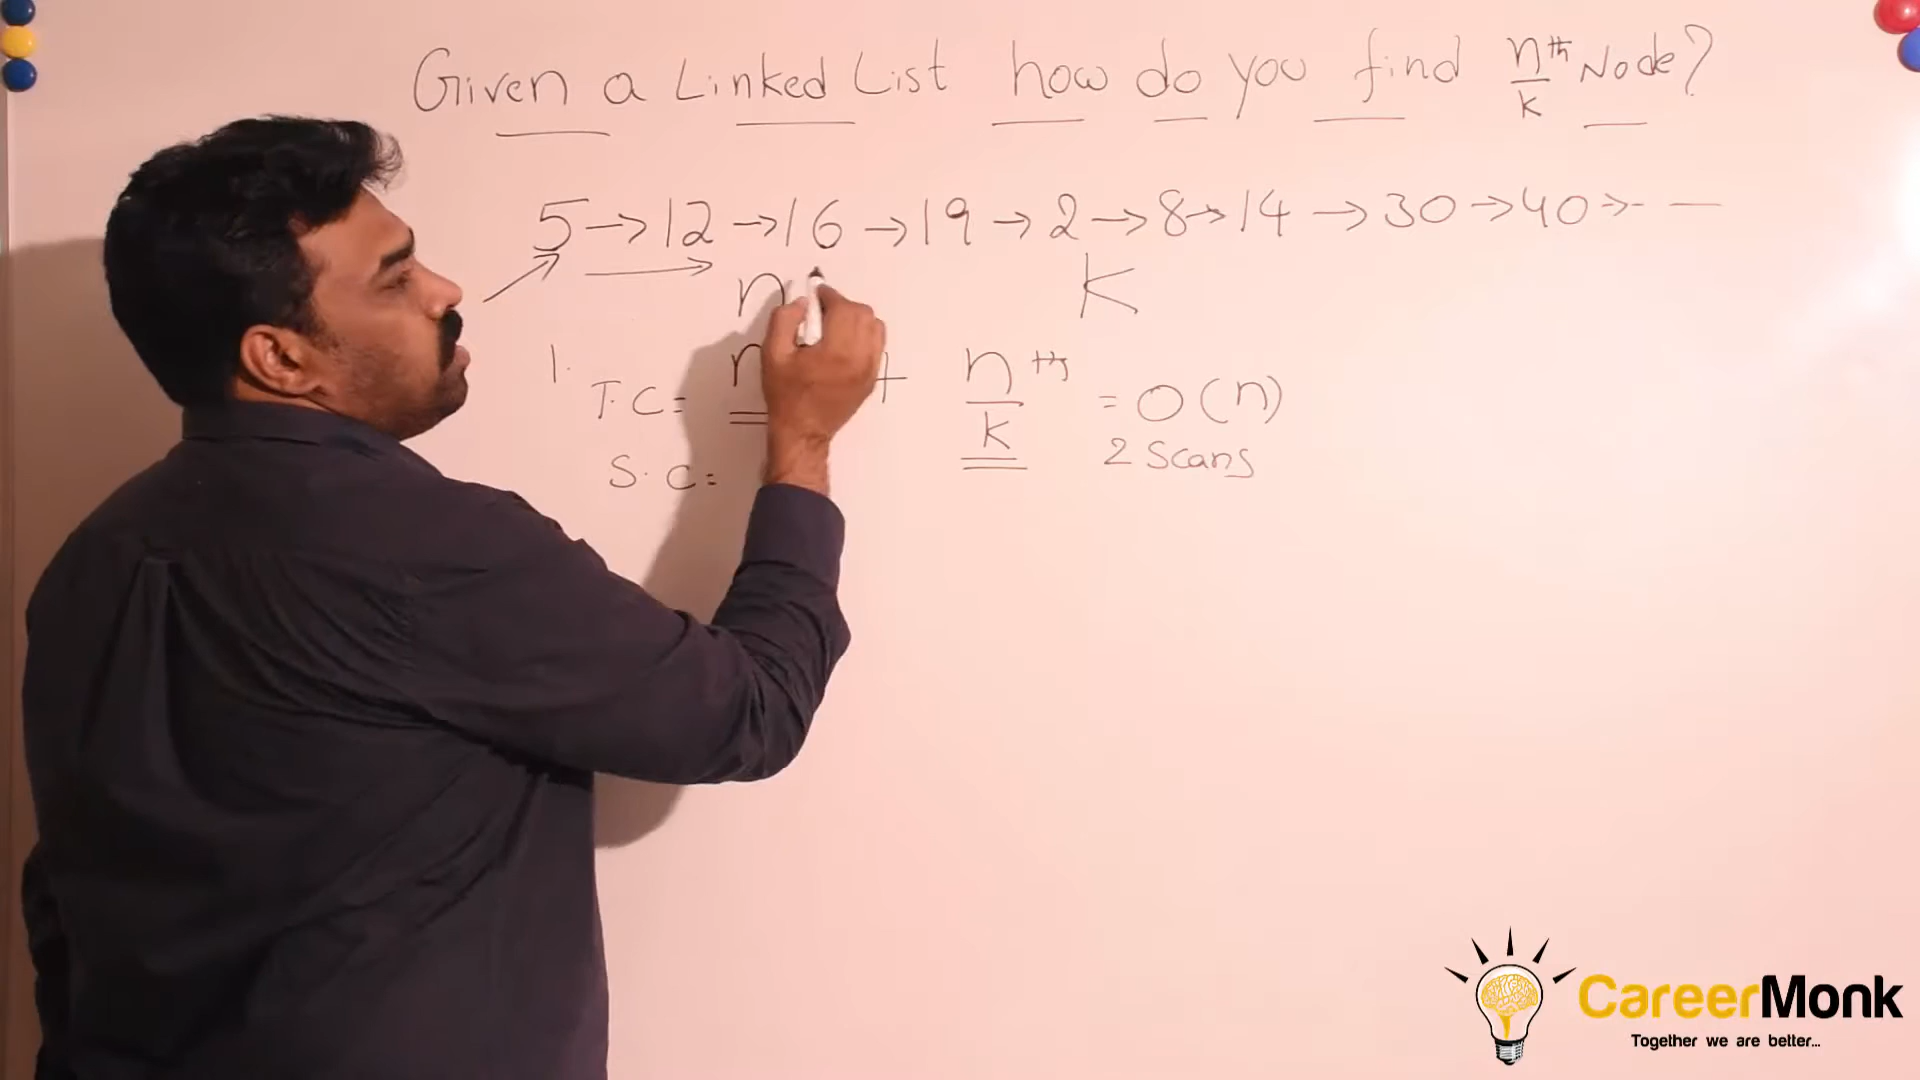 Given a Linked List how do you find n/k th Node?
5 → 12 → 16 → 19 → 2 → 8 → 14 → 30 → 40 → - —
n k
1. T.C = n + n/k th = O(n)
2 Scans
S.C =
CareerMonk
Together we are better...